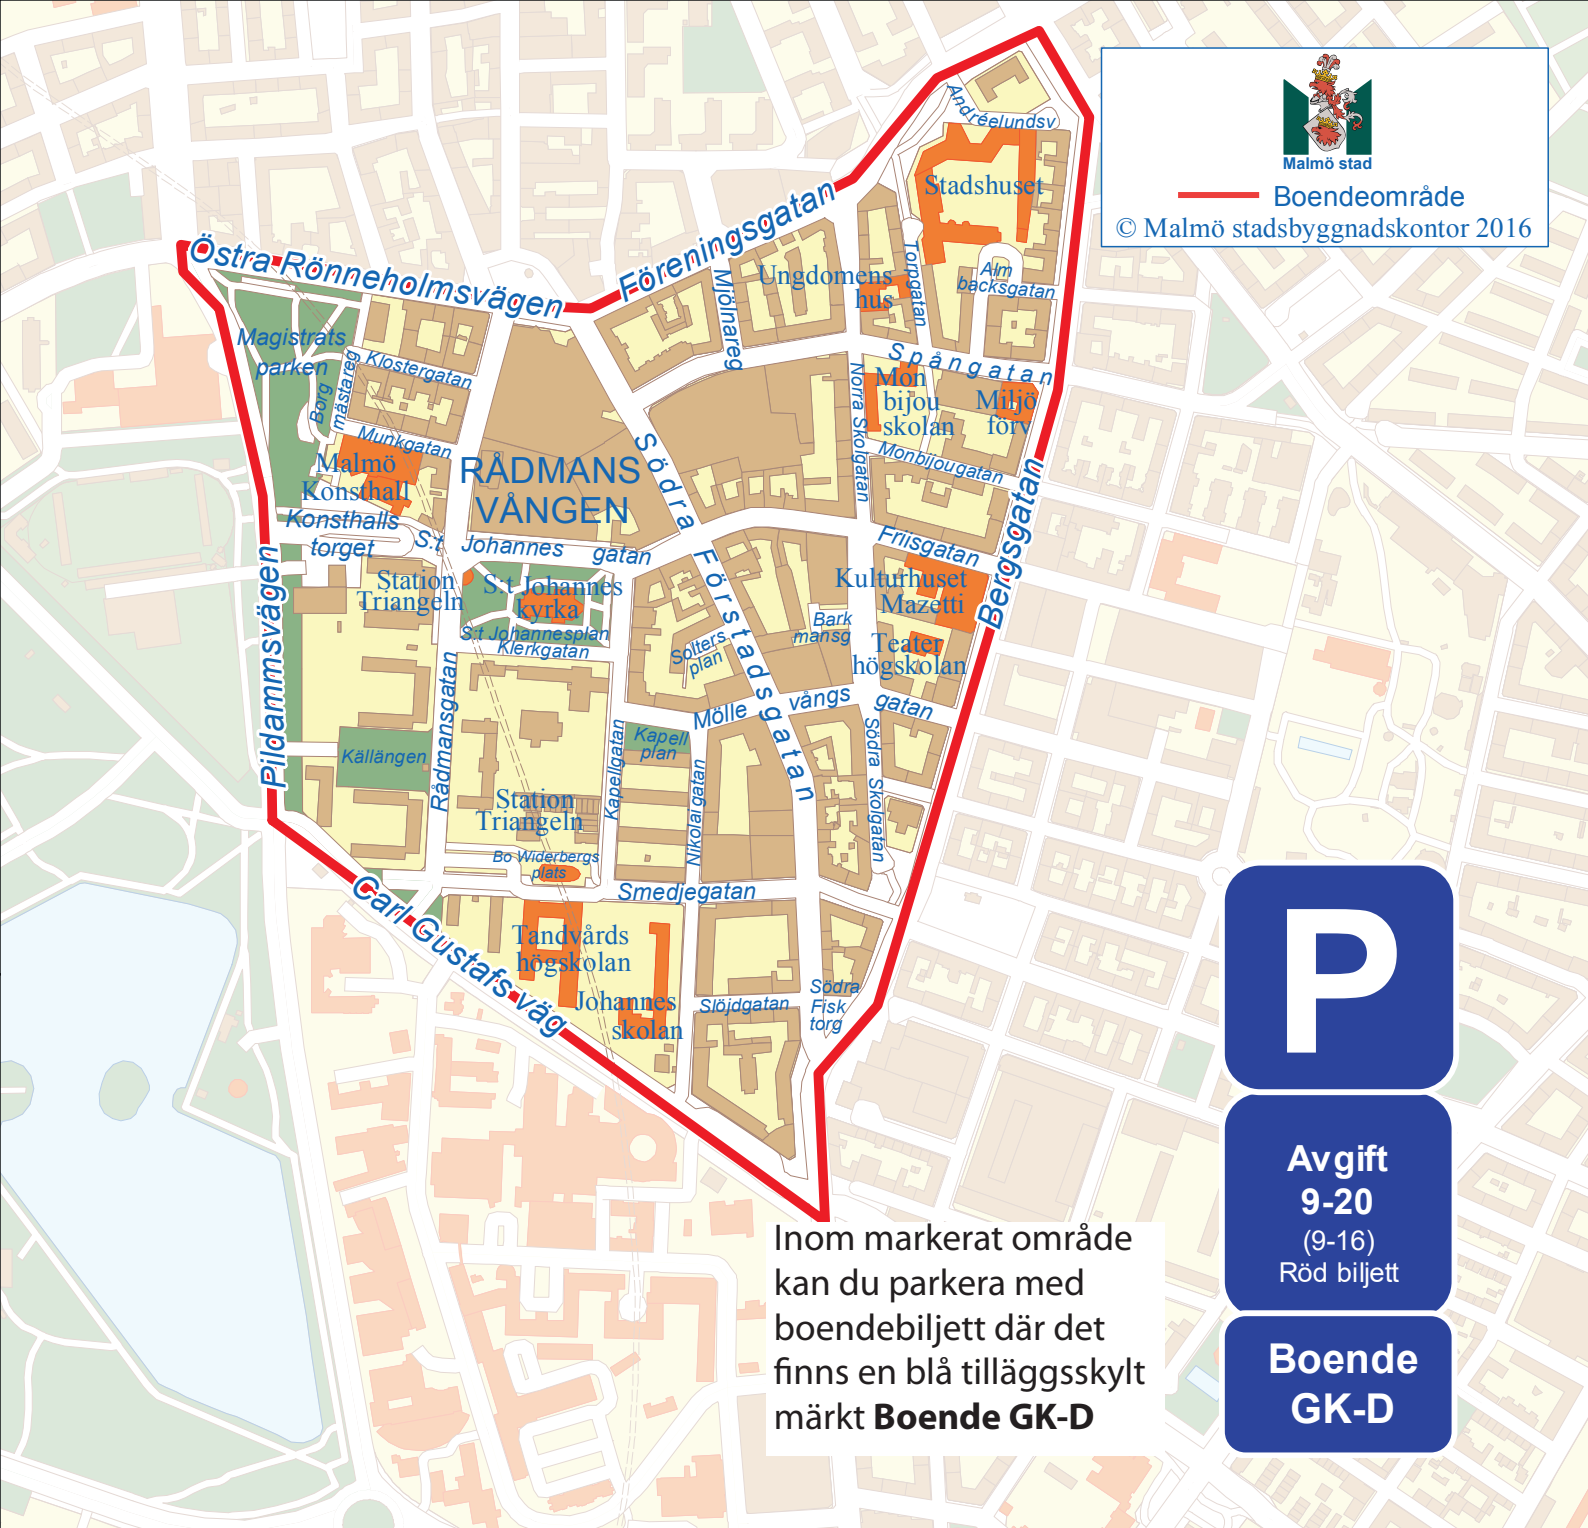 Malmö stad
Boendeområde
© Malmö stadsbyggnadskontor 2016
Andréelundsv
Stadshuset
Föreningsgatan
Östra Rönneholmsvägen
Ungdomens
hus
Torpgatan
Alm
backsgatan
Mjölnareg
Magistrats
parken
Klostergatan
Borg
mästareg
Munkgatan
Spångatan
Norra Skolgatan
Mon
bijou
skolan
Miljö
förv
Monbijougatan
Malmö
Konsthall
RÅDMANS
VÅNGEN
Södra Förstadsgatan
Konsthalls
torget
S:t Johannes gatan
Friisgatan
Bergsgatan
Station
Triangeln
S:t Johannes
kyrka
S:t Johannesplan
Klerkgatan
Kulturhuset
Mazetti
Bark
mansg
Teater
högskolan
Solters
plan
Pildammsvägen
Rådmansgatan
Mölle vångs gatan
Källängen
Kapellgatan
Kapell
plan
Nikolaigatan
Södra Skolgatan
Station
Triangeln
Bo Widerbergs
plats
Smedjegatan
Carl Gustafs väg
Tandvårds
högskolan
Johannes
skolan
Slöjdgatan
Södra
Fisk
torg
P
Avgift
9-20
(9-16)
Röd biljett
Boende
GK-D
Inom markerat område
kan du parkera med
boendebiljett där det
finns en blå tilläggsskylt
märkt Boende GK-D